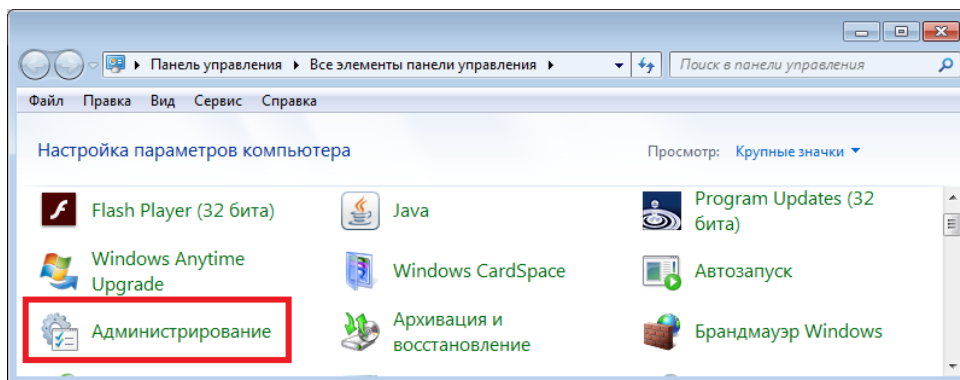 Панель управления Все элементы панели управления Поиск в панели управления
Файл Правка Вид Сервис Справка
Настройка параметров компьютера Просмотр: Крупные значки
Flash Player (32 бита)
Java
Program Updates (32
бита)
Windows Anytime
Upgrade
Windows CardSpace
Автозапуск
Администрирование
Архивация и
восстановление
Брандмауэр Windows